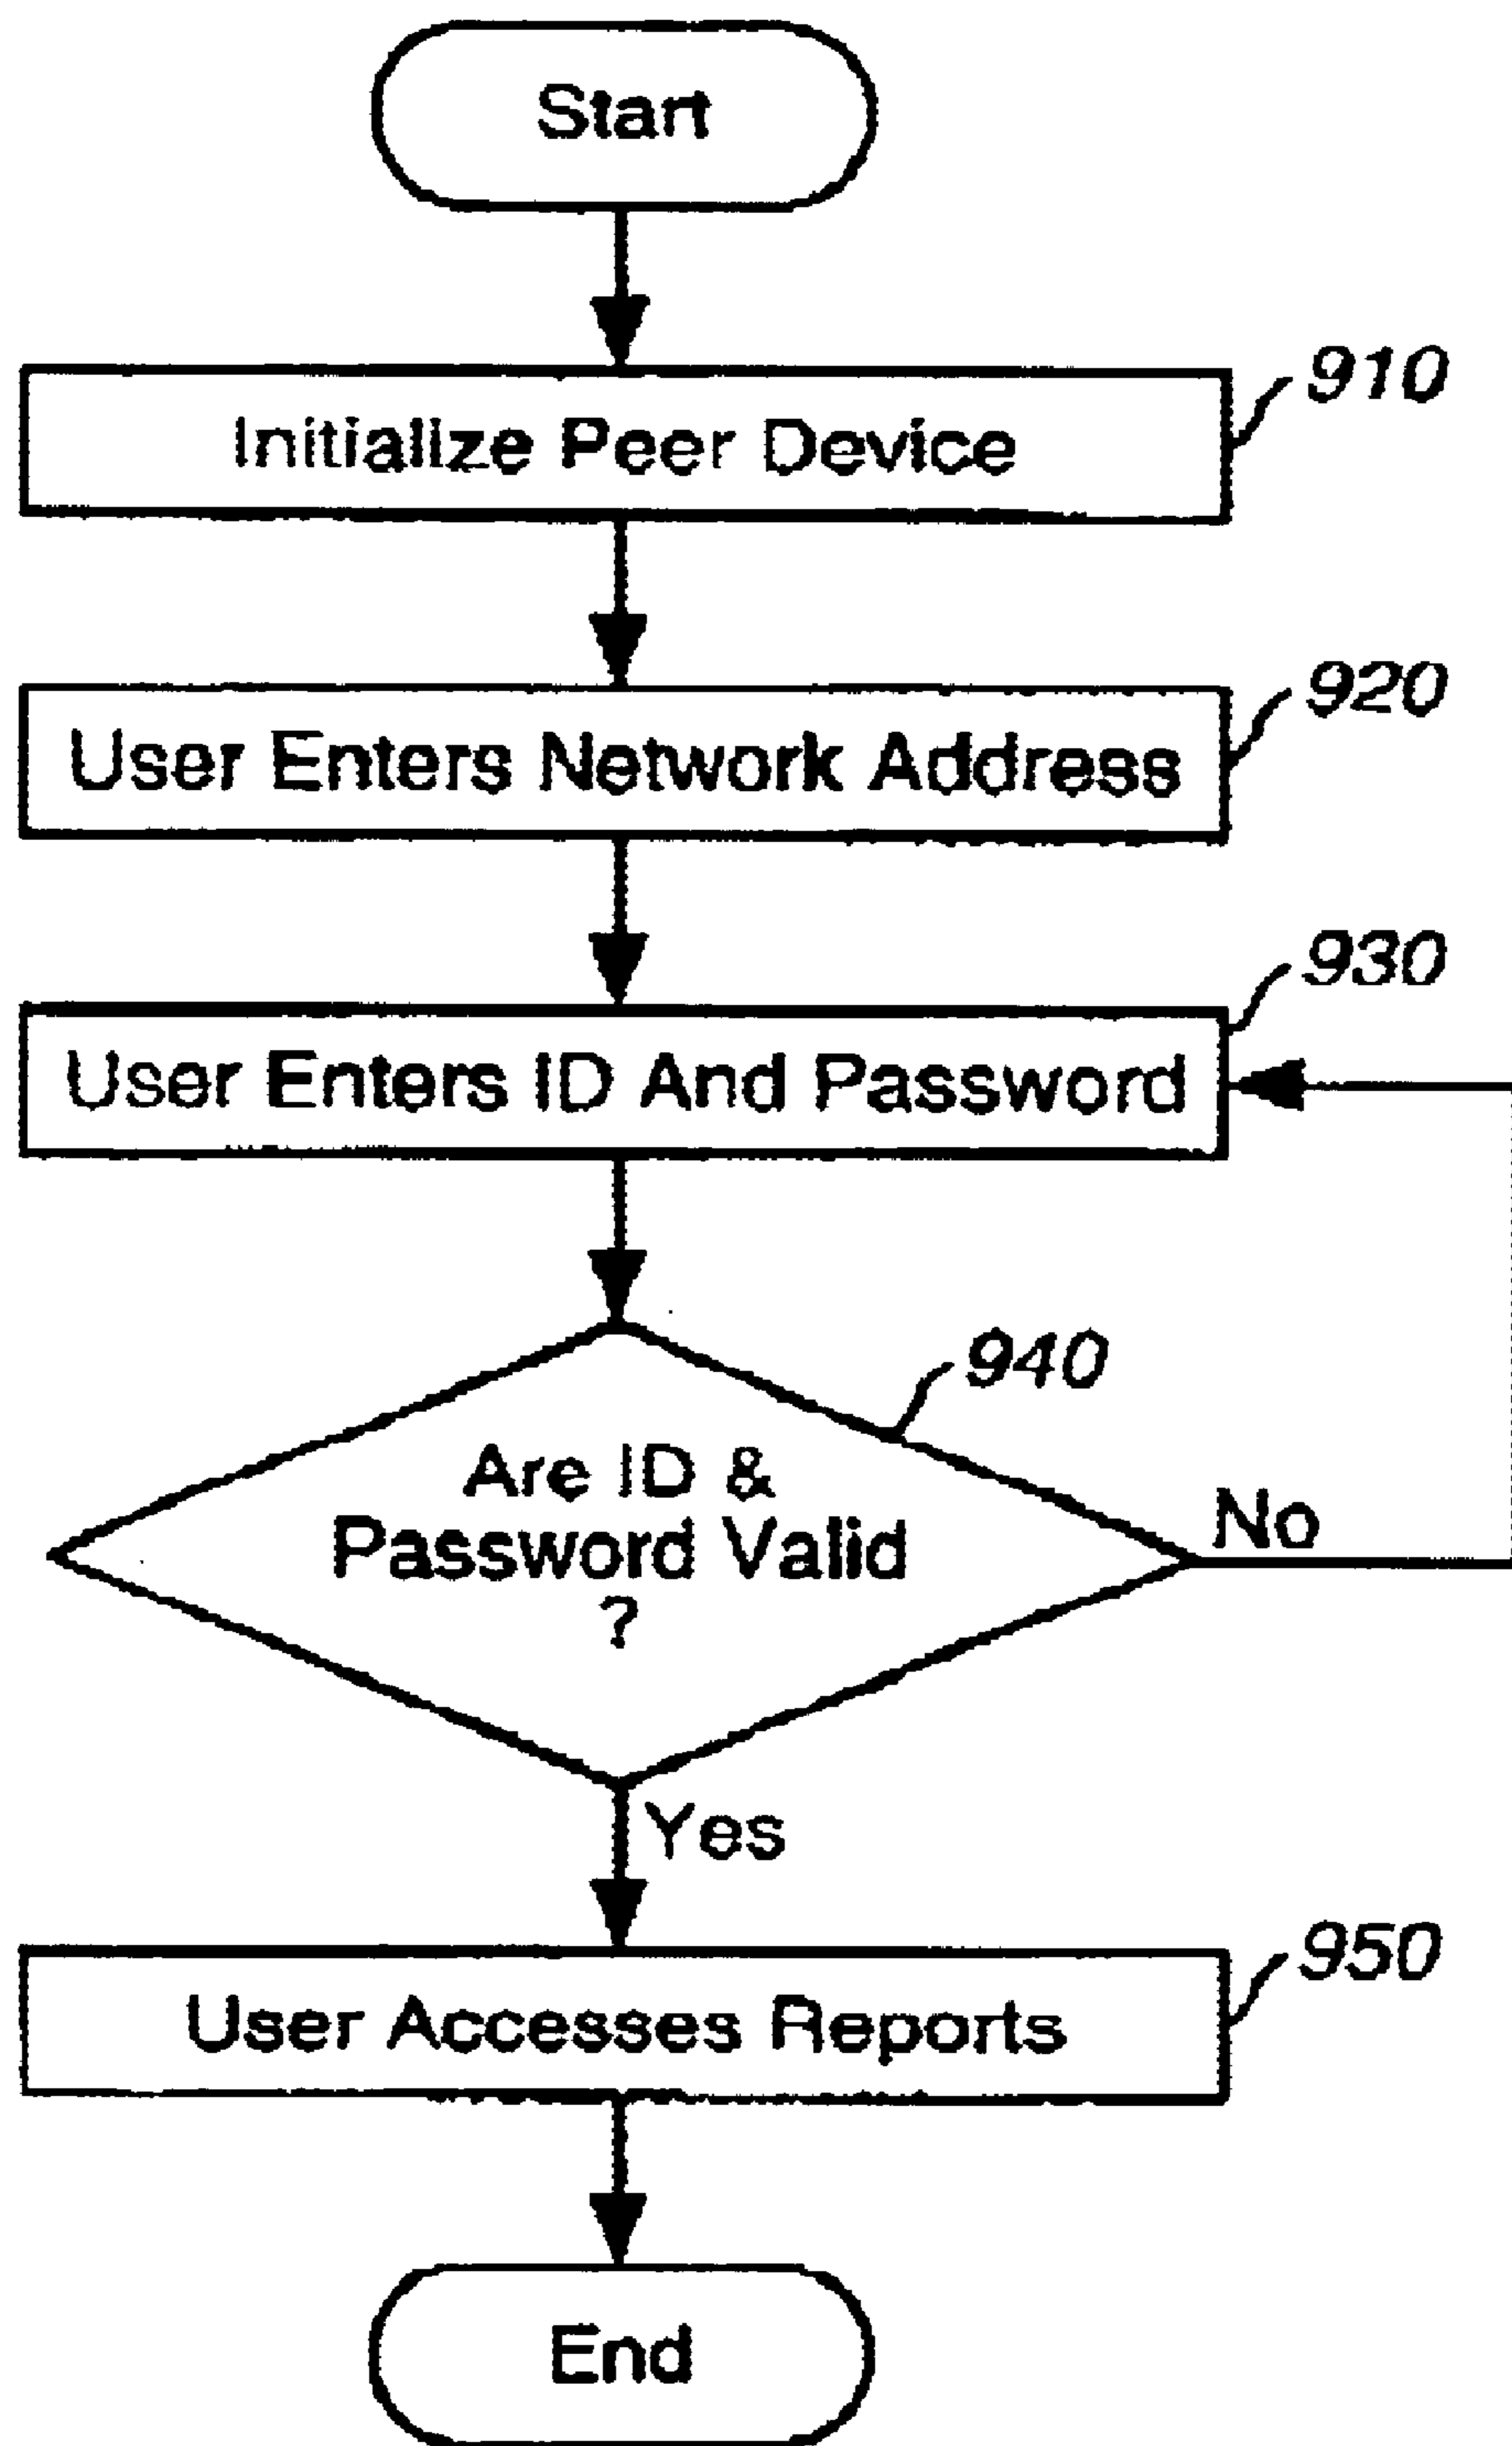 Start
910
Initialize Peer Device
920
User Enters Network Address
930
User Enters ID And Password
940
Are ID &
Password Valid
?
No
Yes
950
User Accesses Reports
End